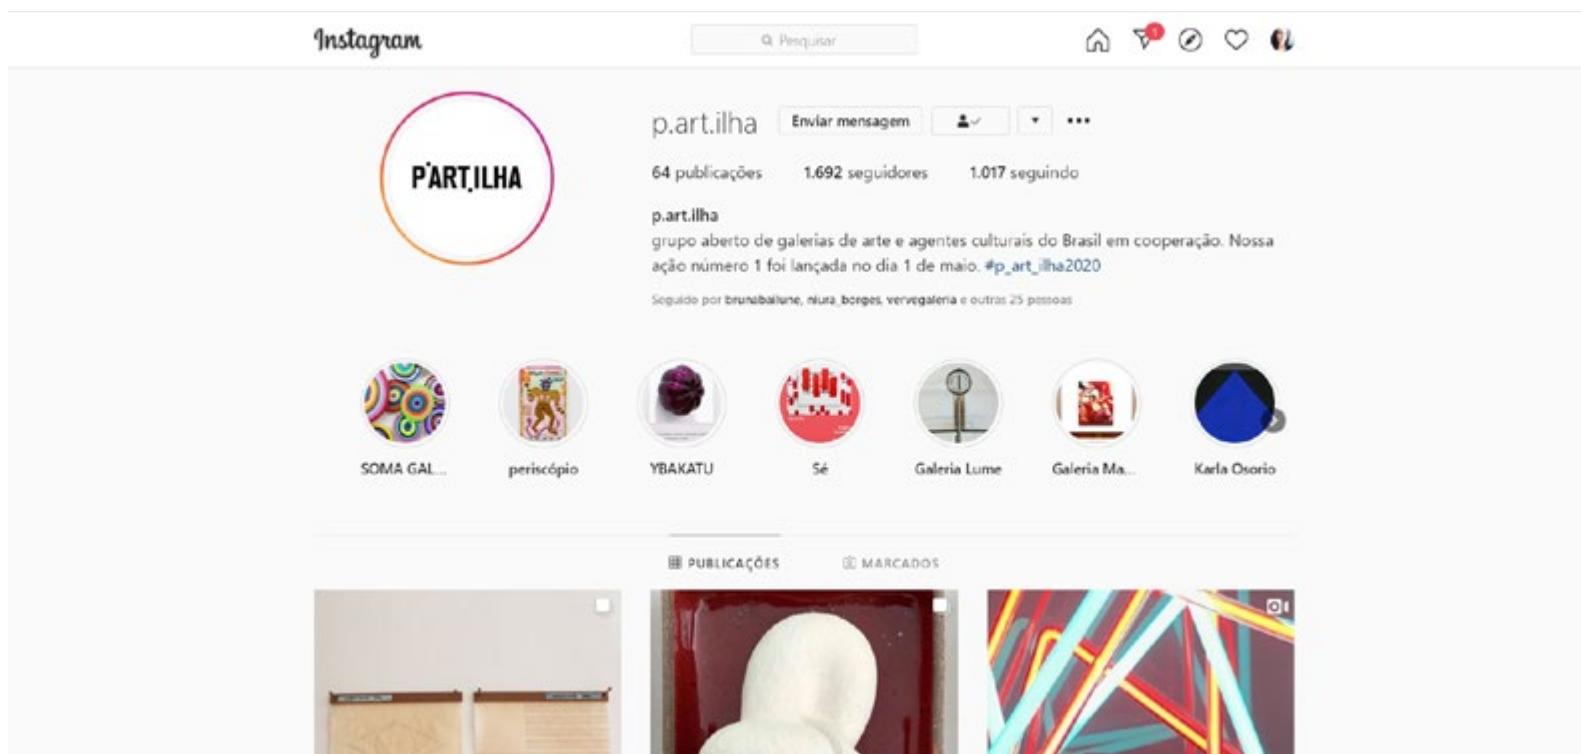 Instagram
Pesquisar
1
P.ART.ILHA
p.art.ilha Enviar mensagem
64 publicações 1.692 seguidores 1.017 seguindo
p.art.ilha
grupo aberto de galerias de arte e agentes culturais do Brasil em cooperação. Nossa
ação número 1 foi lançada no dia 1 de maio. #p_art_ilha2020
Seguido por brunabailune, niura_borges, vervegaleria e outras 25 pessoas
SOMA GAL... periscópio YBAKATU Sé Galeria Lume Galeria Ma... Karla Osorio
PUBLICAÇÕES MARCADOS